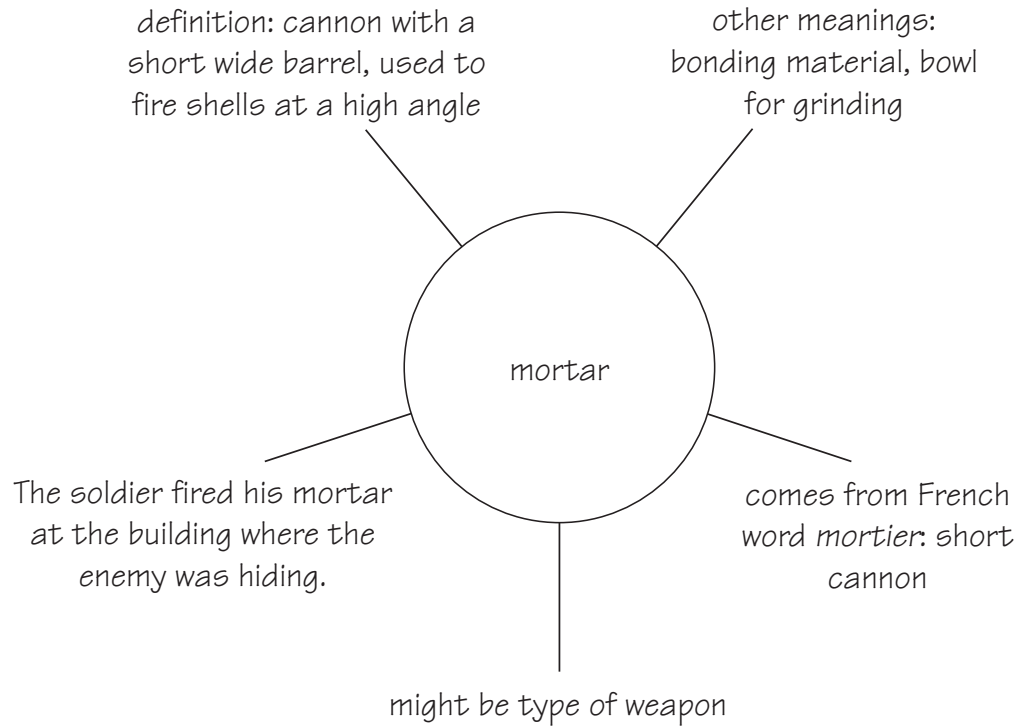 definition: cannon with a
short wide barrel, used to
fire shells at a high angle
other meanings:
bonding material, bowl
for grinding
mortar
The soldier fired his mortar
at the building where the
enemy was hiding.
comes from French
word mortier: short
cannon
might be type of weapon